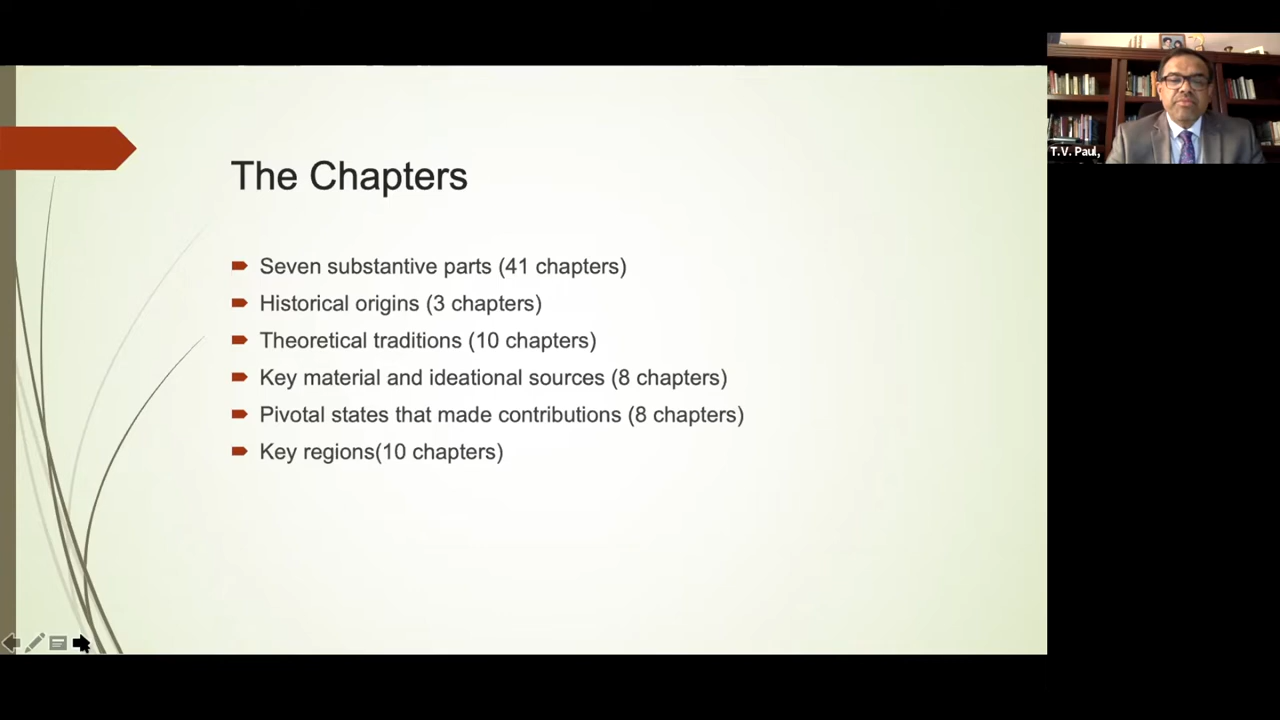 The Chapters
Seven substantive parts (41 chapters)
Historical origins (3 chapters)
Theoretical traditions (10 chapters)
Key material and ideational sources (8 chapters)
Pivotal states that made contributions (8 chapters)
Key regions(10 chapters)
T.V. Paul,